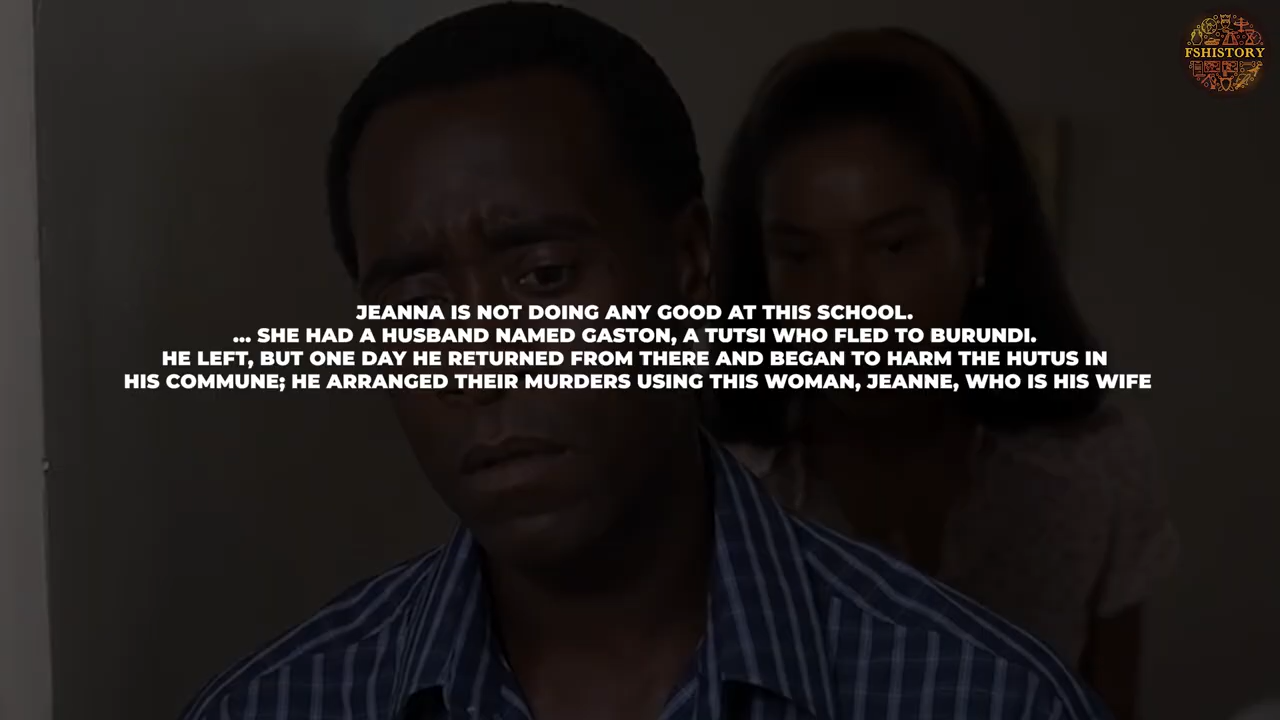 FSHISTORY
JEANNA IS NOT DOING ANY GOOD AT THIS SCHOOL.
... SHE HAD A HUSBAND NAMED GASTON, A TUTSI WHO FLED TO BURUNDI.
HE LEFT, BUT ONE DAY HE RETURNED FROM THERE AND BEGAN TO HARM THE HUTUS IN
HIS COMMUNE; HE ARRANGED THEIR MURDERS USING THIS WOMAN, JEANNE, WHO IS HIS WIFE